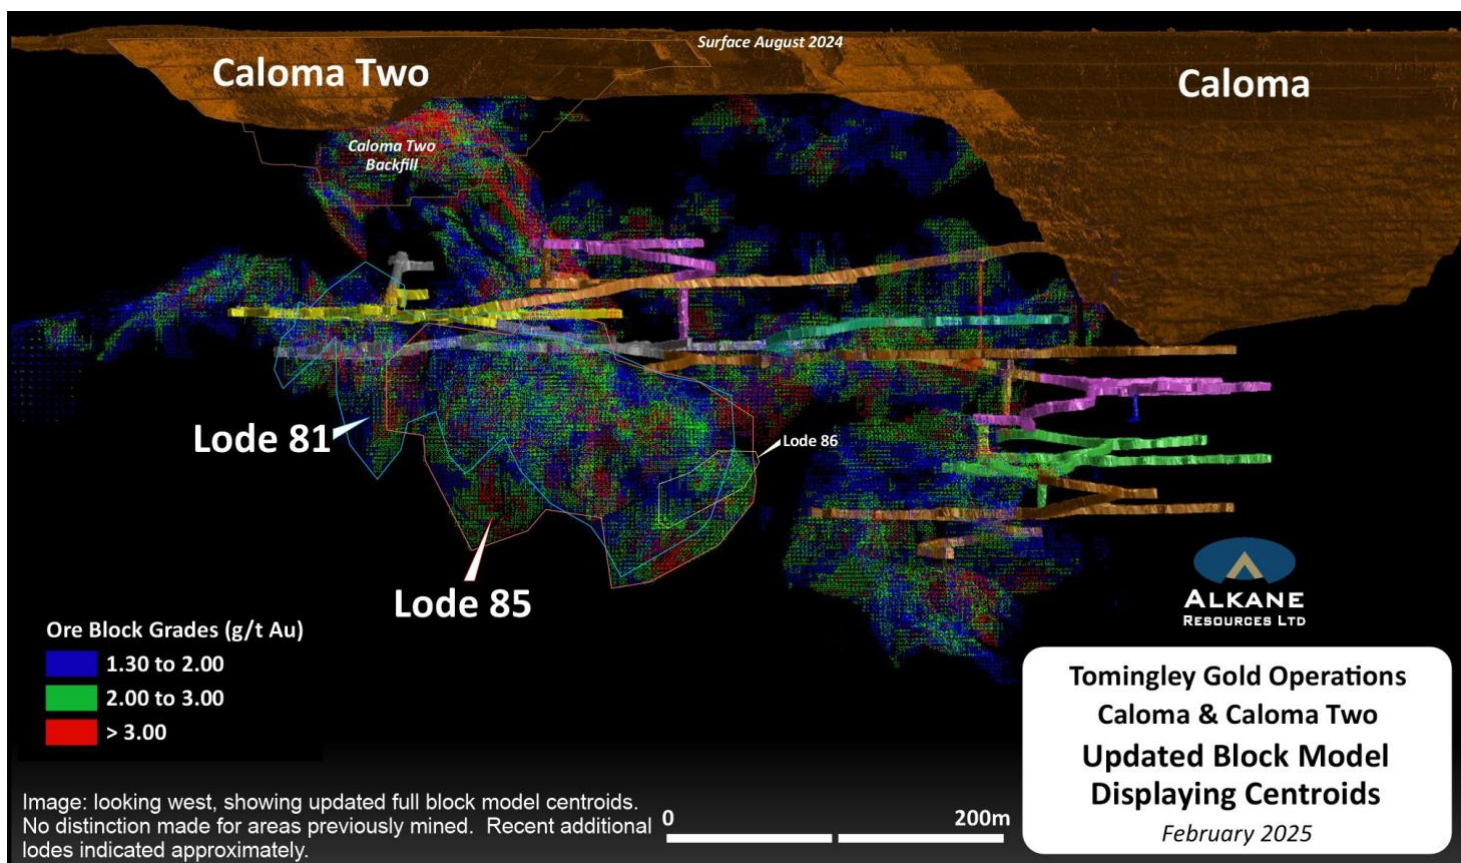 Surface August 2024
Caloma Two
Caloma
Caloma Two
Backfill
Lode 81
Lode 86
Lode 85
Ore Block Grades (g/t Au)
1.30 to 2.00
2.00 to 3.00
> 3.00
ALKANE
RESOURCES LTD
Tomingley Gold Operations
Caloma & Caloma Two
Updated Block Model
Displaying Centroids
February 2025
Image: looking west, showing updated full block model centroids.
No distinction made for areas previously mined. Recent additional
lodes indicated approximately.
0
200m